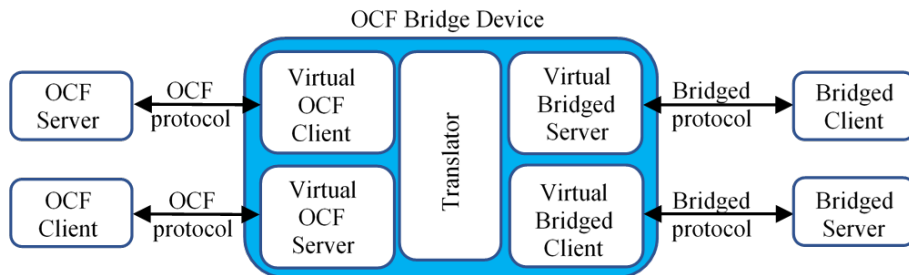 OCF Bridge Device
OCF
Server
OCF
protocol
Virtual
OCF
Client
Translator
Virtual
Bridged
Server
Bridged
protocol
Bridged
Client
OCF
Client
OCF
protocol
Virtual
OCF
Server
Virtual
Bridged
Client
Bridged
protocol
Bridged
Server